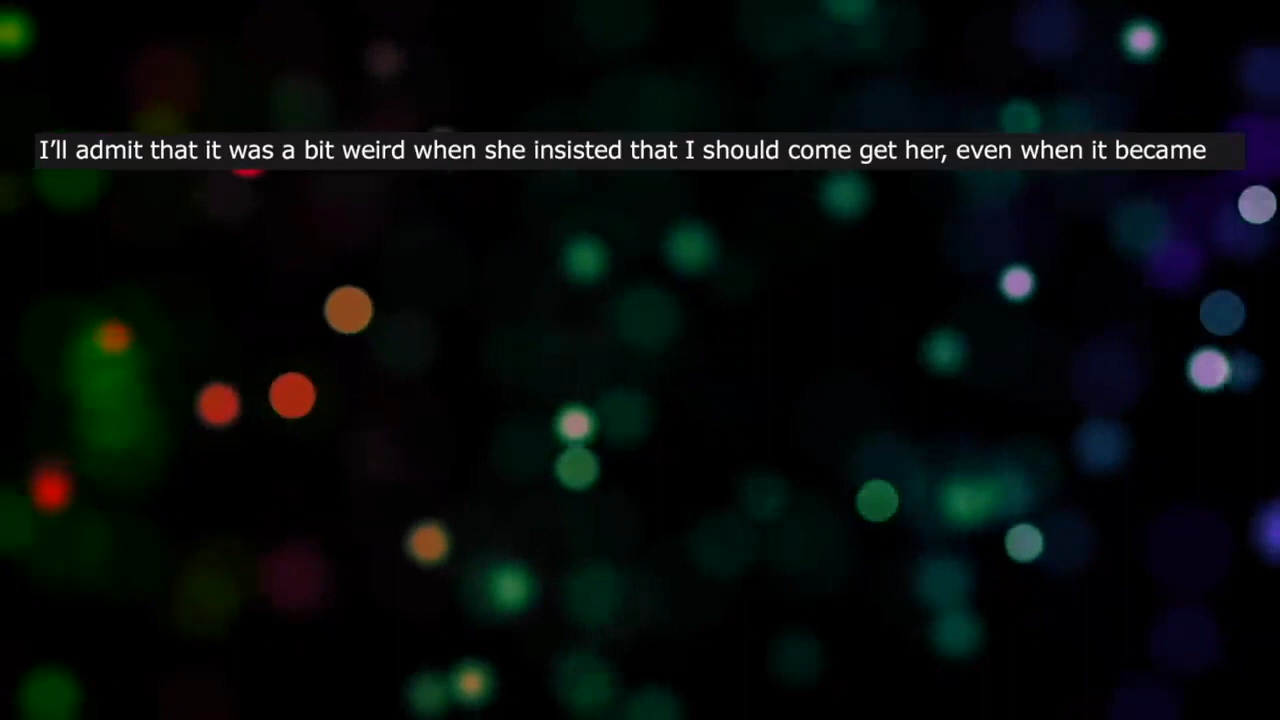 I’ll admit that it was a bit weird when she insisted that I should come get her, even when it became